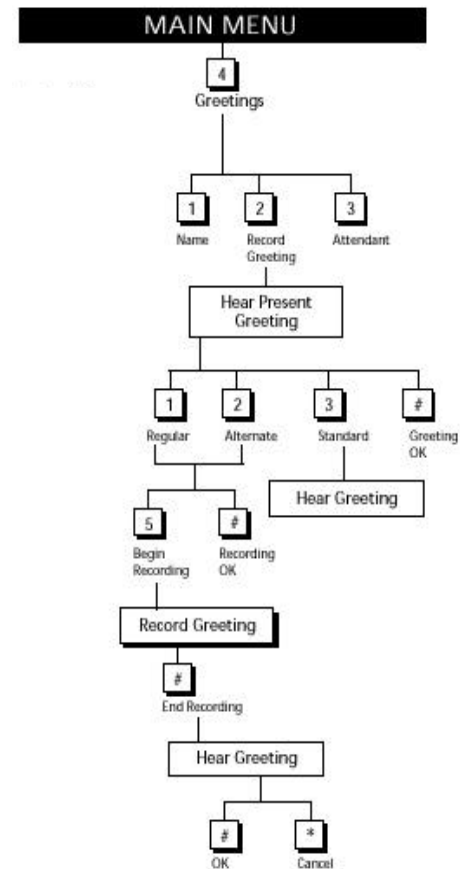 MAIN MENU
4
Greetings
1 2 3
Name Record Attendant
Greeting
Hear Present
Greeting
1 2 3 #
Regular Alternate Standard Greeting
OK
Hear Greeting
5 #
Begin Recording
Recording OK
Record Greeting
#
End Recording
Hear Greeting
# *
OK Cancel